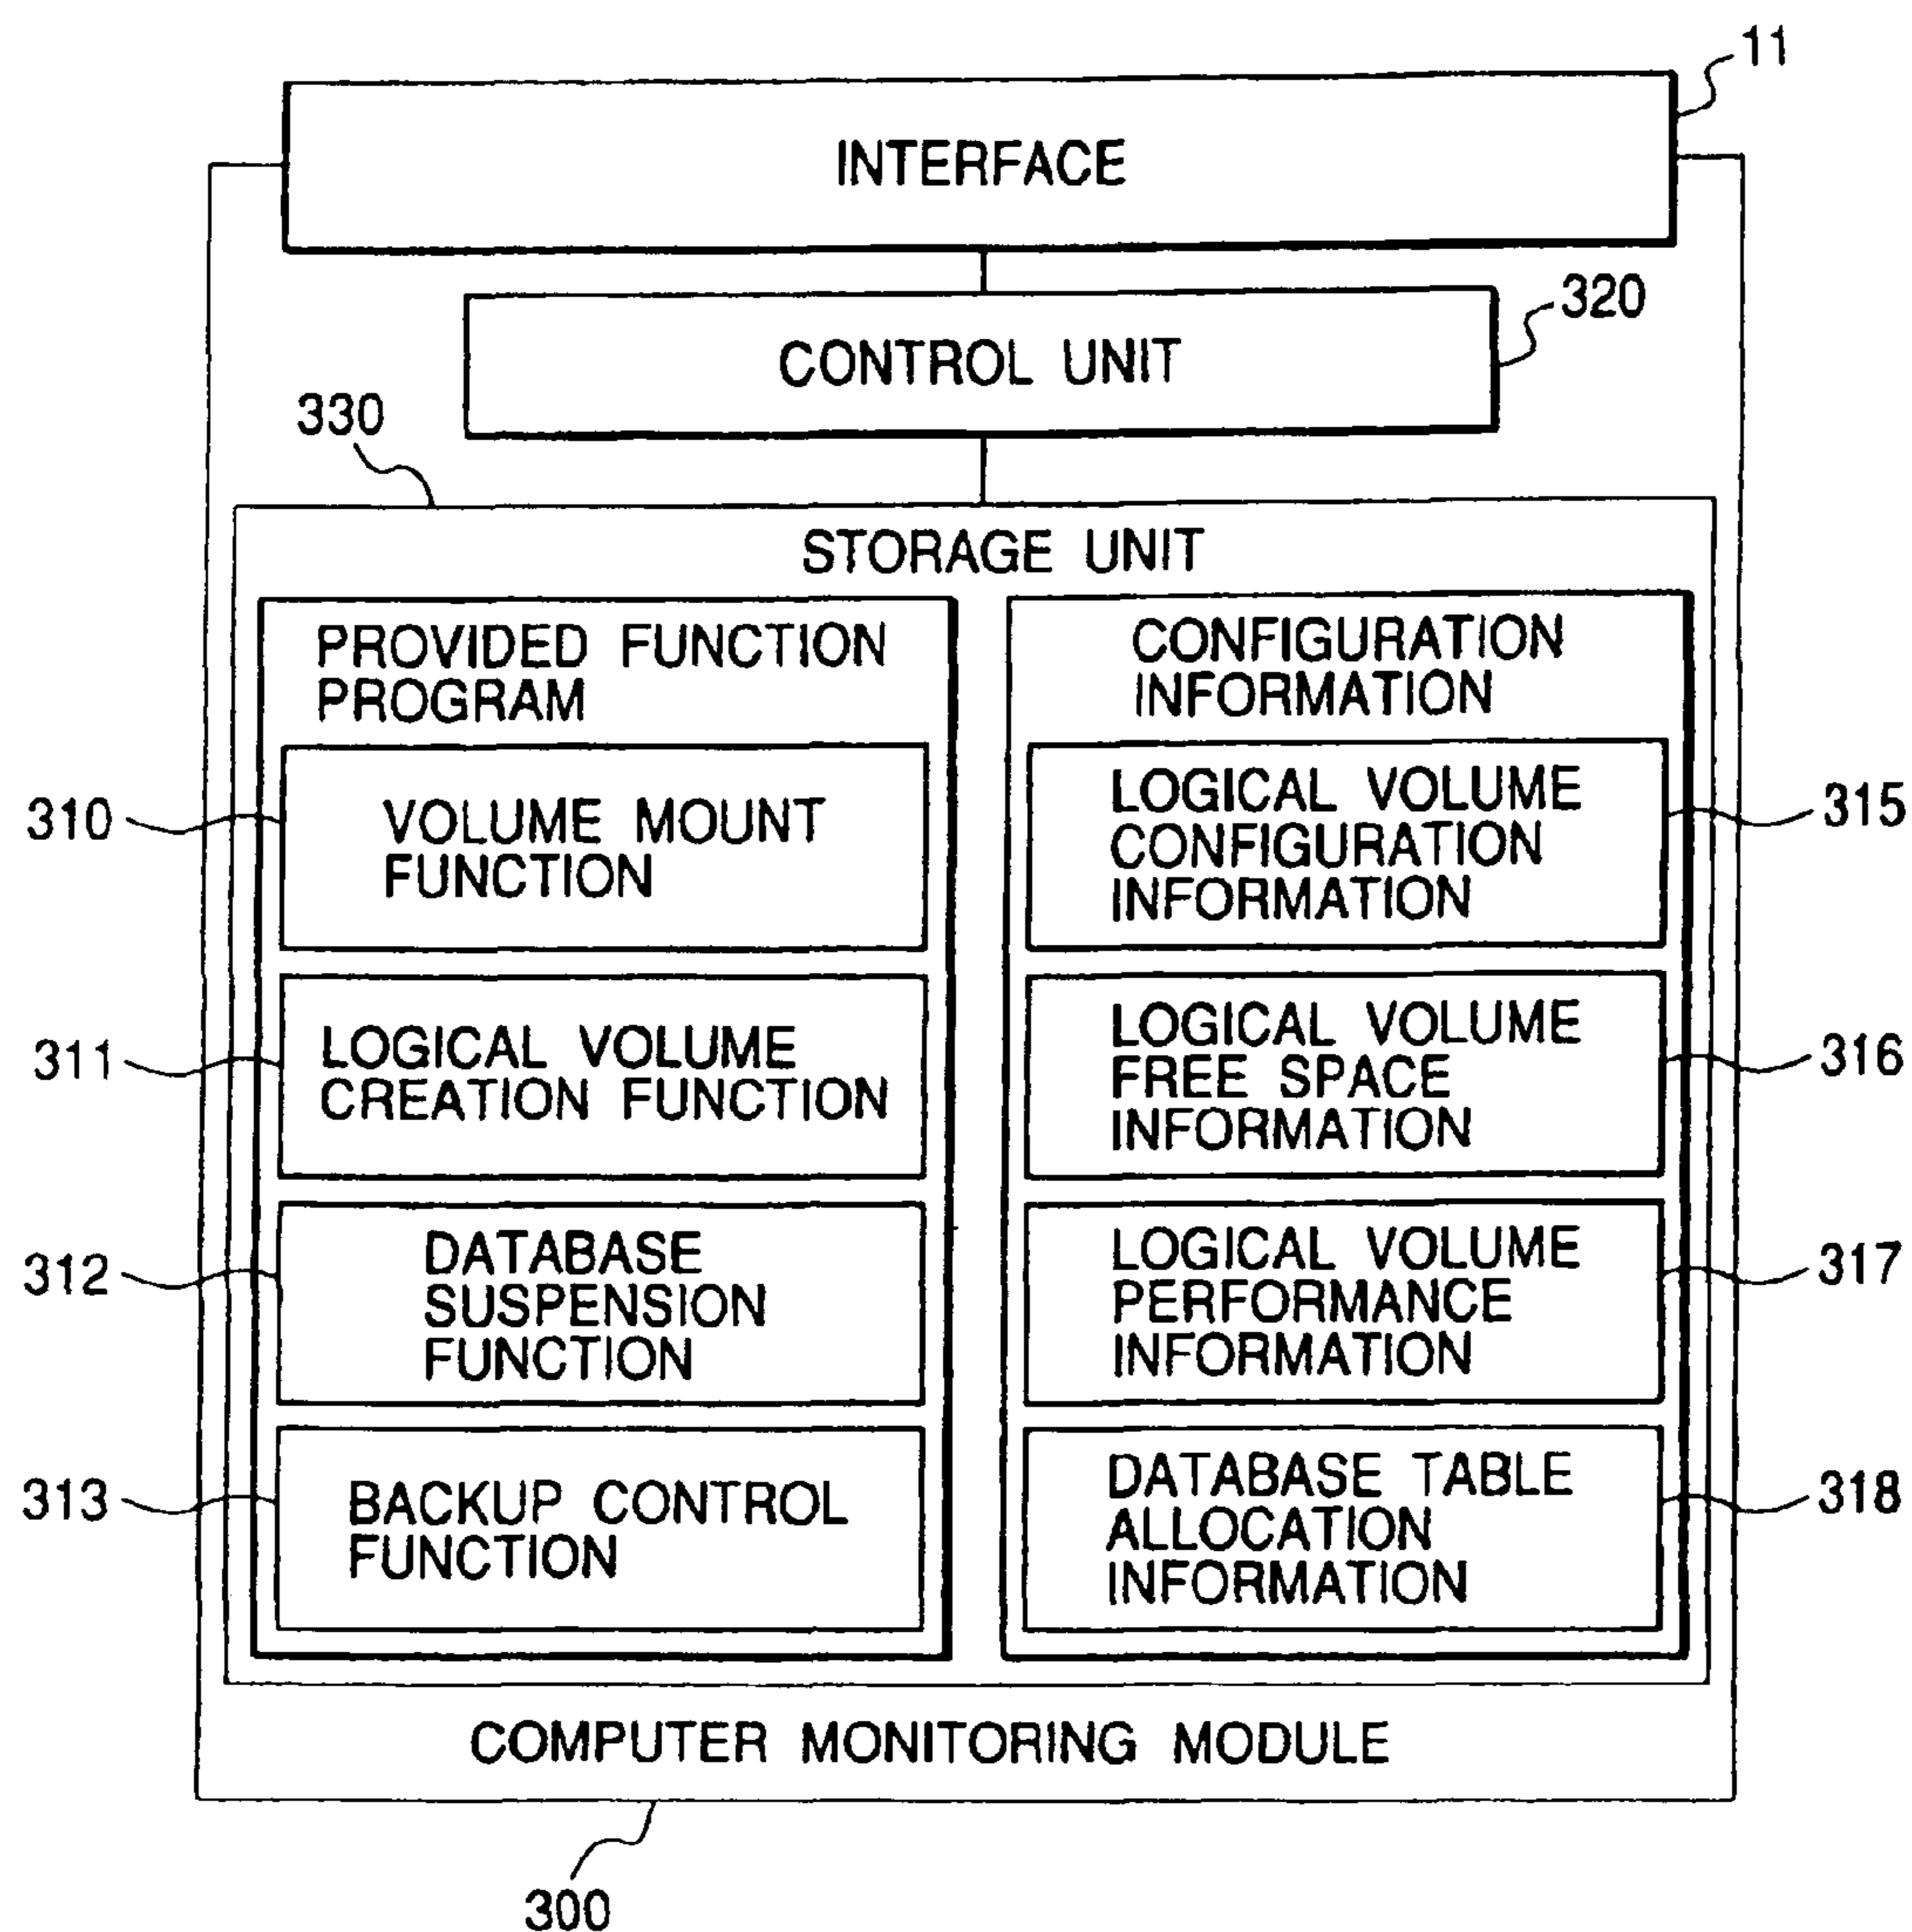 11
INTERFACE
320
CONTROL UNIT
330
STORAGE UNIT
PROVIDED FUNCTION
PROGRAM
310
VOLUME MOUNT
FUNCTION
311
LOGICAL VOLUME
CREATION FUNCTION
312
DATABASE
SUSPENSION
FUNCTION
313
BACKUP CONTROL
FUNCTION
CONFIGURATION
INFORMATION
LOGICAL VOLUME
CONFIGURATION
INFORMATION
315
LOGICAL VOLUME
FREE SPACE
INFORMATION
316
LOGICAL VOLUME
PERFORMANCE
INFORMATION
317
DATABASE TABLE
ALLOCATION
INFORMATION
318
COMPUTER MONITORING MODULE
300